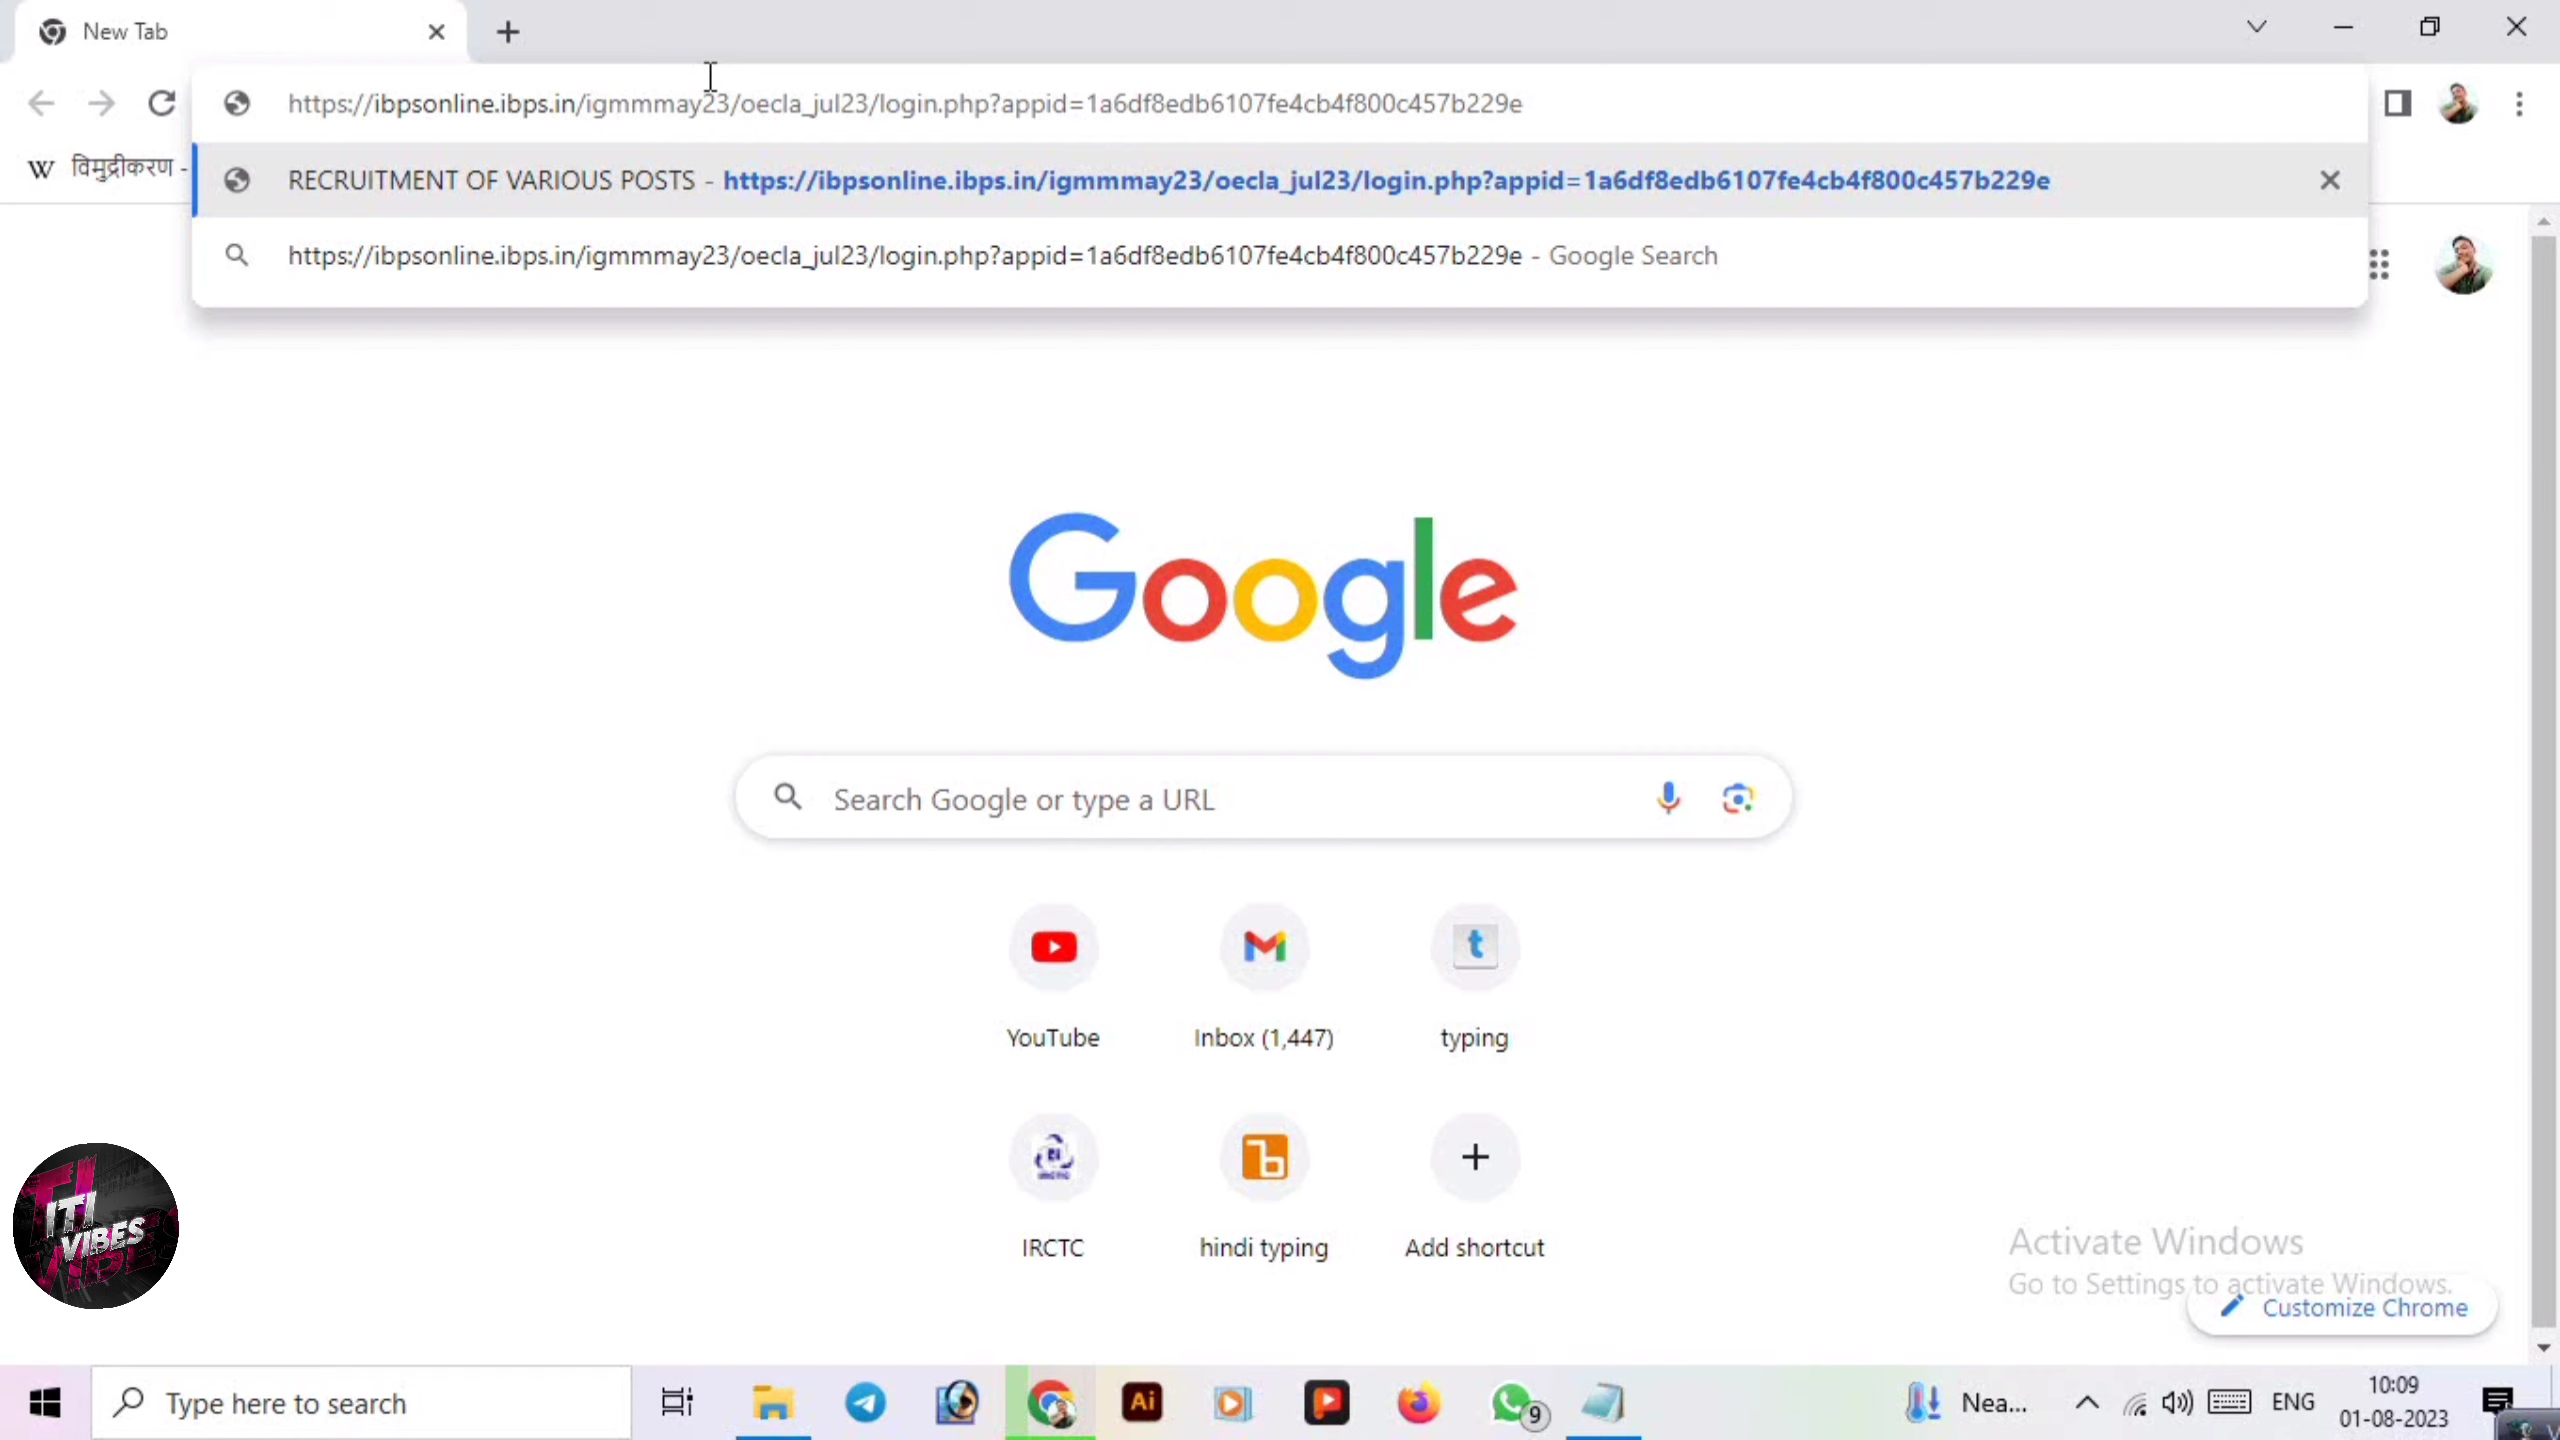 New Tab
https://ibpsonline.ibps.in/igmmmay23/oecla_jul23/login.php?appid=1a6df8edb6107fe4cb4f800c457b229e
W विमुद्रीकरण -
RECRUITMENT OF VARIOUS POSTS - https://ibpsonline.ibps.in/igmmmay23/oecla_jul23/login.php?appid=1a6df8edb6107fe4cb4f800c457b229e
https://ibpsonline.ibps.in/igmmmay23/oecla_jul23/login.php?appid=1a6df8edb6107fe4cb4f800c457b229e - Google Search
Google
Search Google or type a URL
YouTube
Inbox (1,447)
typing
IRCTC
hindi typing
Add shortcut
ITI
VIBES
Activate Windows
Go to Settings to activate Windows.
Customize Chrome
Type here to search
Ai
9
Nea...
ENG
10:09
01-08-2023